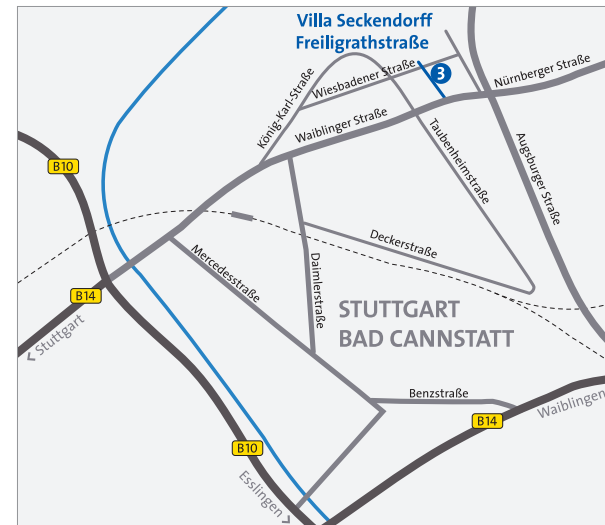 Villa Seckendorff
Freiligrathstraße
3
Wiesbadener Straße
König-Karl-Straße
Nürnberger Straße
Waiblinger Straße
Taubenheimstraße
Augsburger Straße
B10
Deckerstraße
Mercedesstraße
Daimlerstraße
B14
< Stuttgart
STUTTGART
BAD CANNSTATT
Benzstraße
Waiblingen
B14
B10
Esslingen >